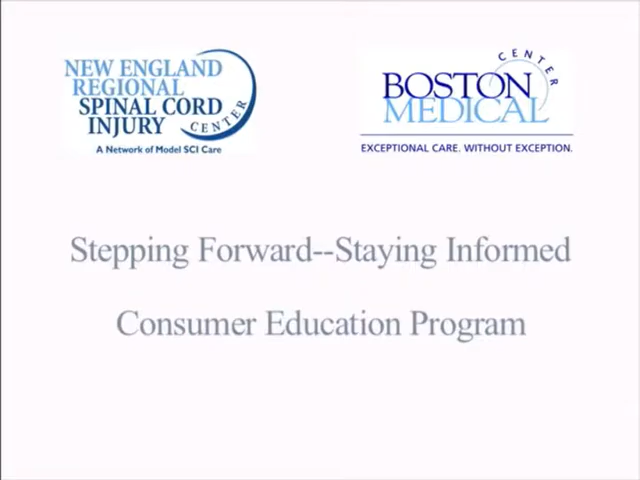 NEW ENGLAND
REGIONAL
SPINAL CORD
INJURY
CENTER
A Network of Model SCI Care
CENTER
BOSTON
MEDICAL
EXCEPTIONAL CARE. WITHOUT EXCEPTION.
Stepping Forward--Staying Informed
Consumer Education Program